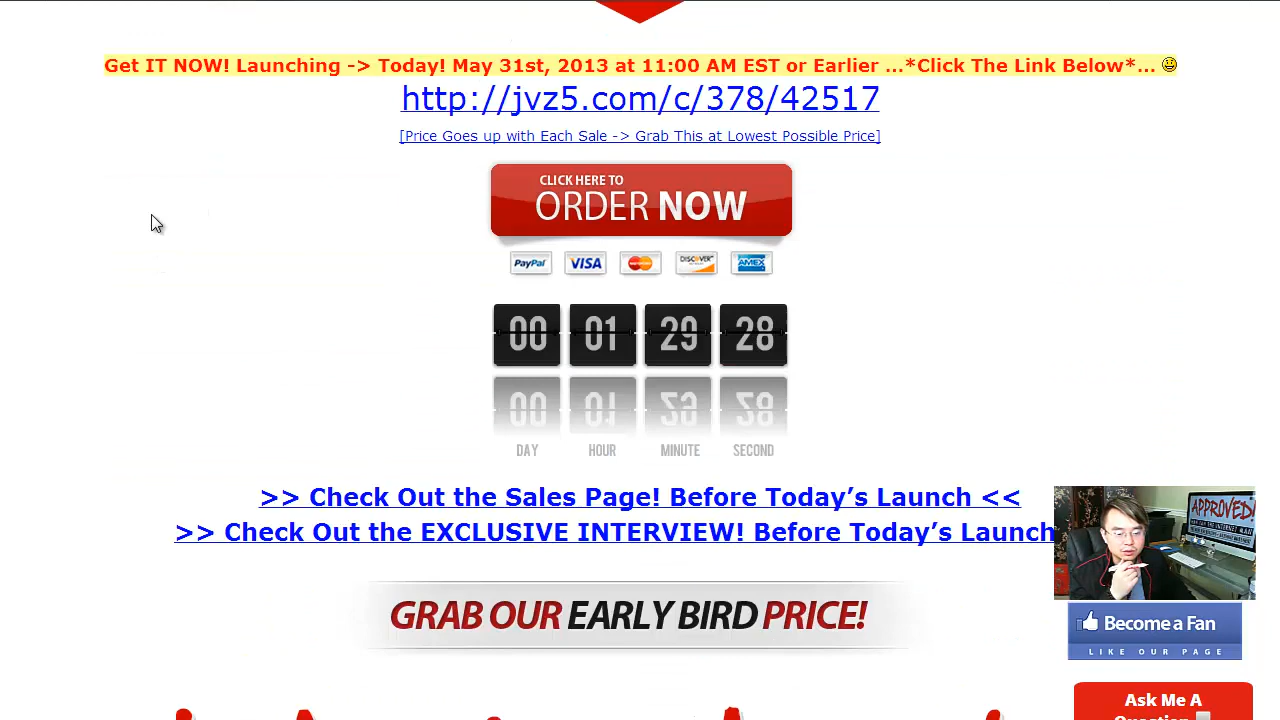 Get IT NOW! Launching -> Today! May 31st, 2013 at 11:00 AM EST or Earlier ...*Click The Link Below*...
http://jvz5.com/c/378/42517
[Price Goes up with Each Sale -> Grab This at Lowest Possible Price]
CLICK HERE TO
ORDER NOW
PayPal VISA MasterCard DISCOVER AMEX
00 01 29 28
DAY HOUR MINUTE SECOND
>> Check Out the Sales Page! Before Today’s Launch <<
>> Check Out the EXCLUSIVE INTERVIEW! Before Today’s Launch
APPROVED!
GRAB OUR EARLY BIRD PRICE!
Become a Fan
LIKE OUR PAGE
Ask Me A
Question